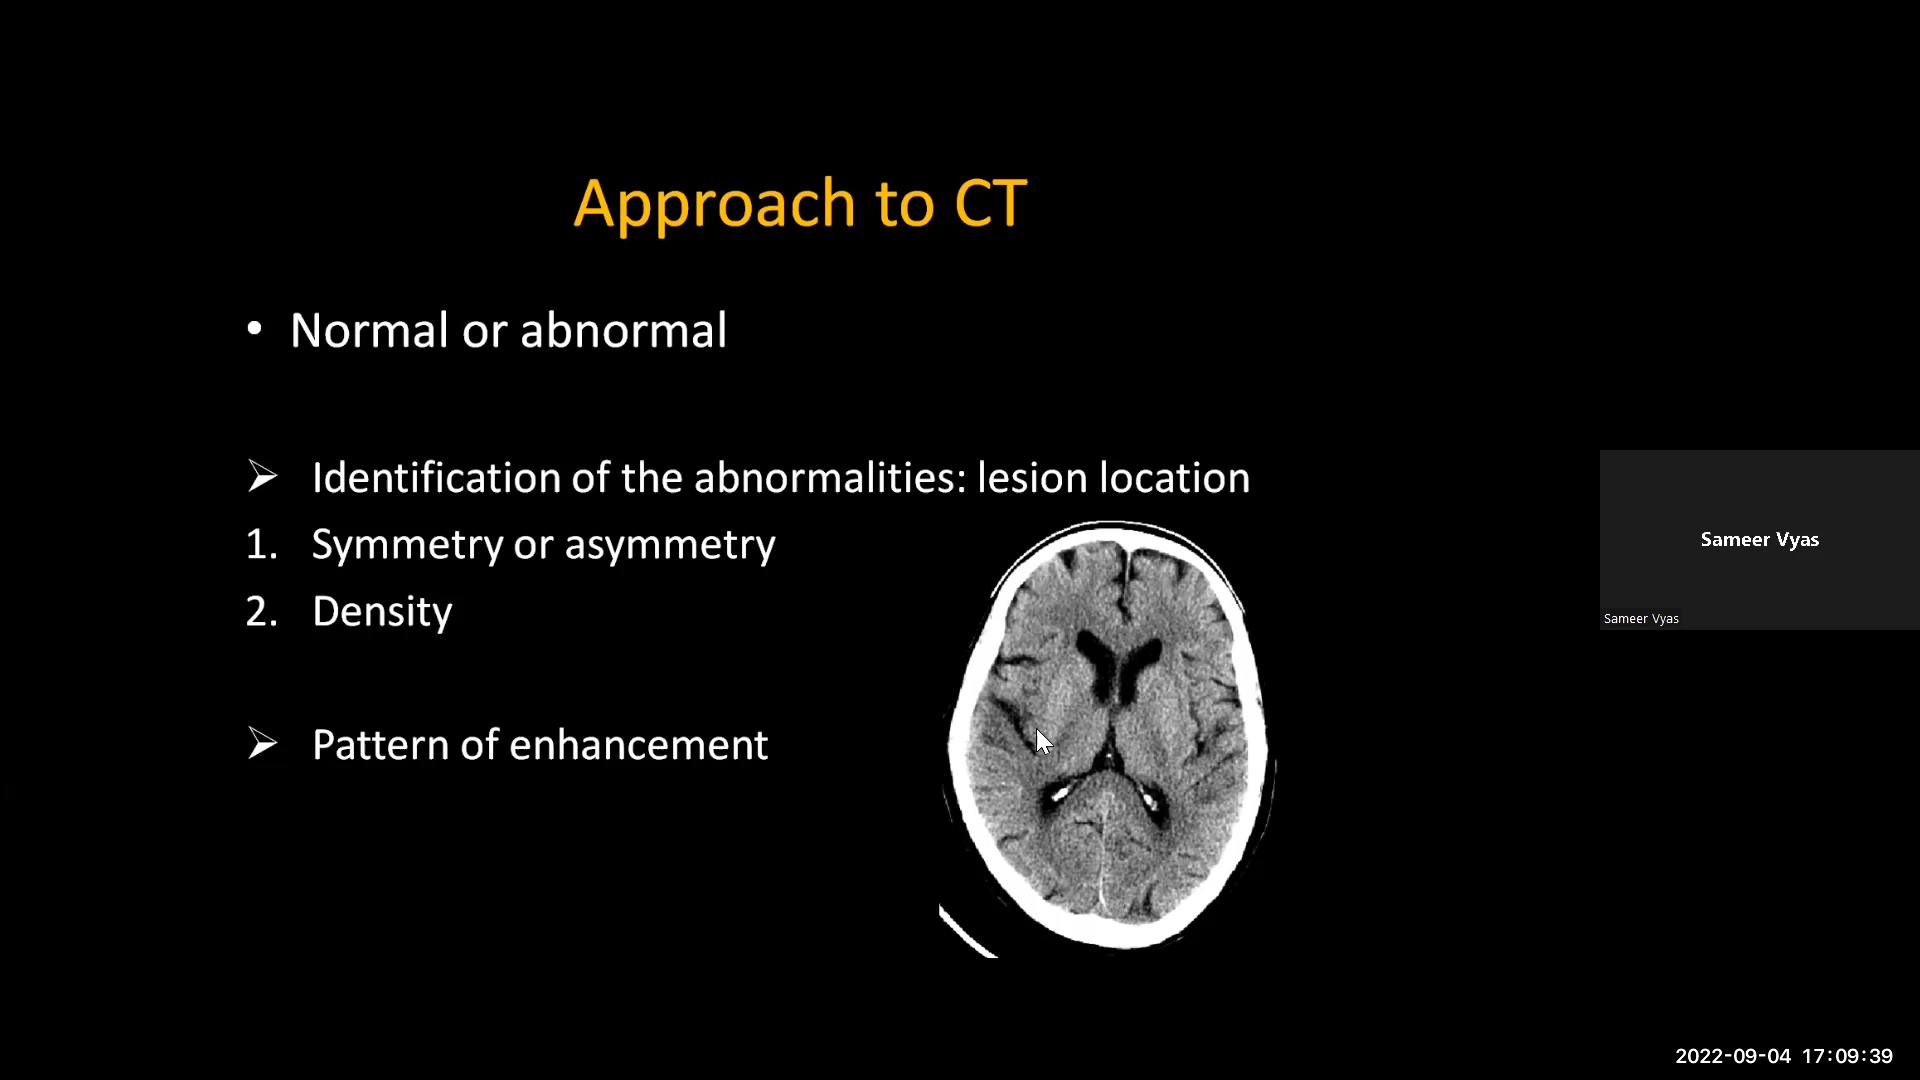 Approach to CT
• Normal or abnormal
➢ Identification of the abnormalities: lesion location
1. Symmetry or asymmetry
2. Density
➢ Pattern of enhancement
Sameer Vyas
Sameer Vyas
2022-09-04 17:09:39